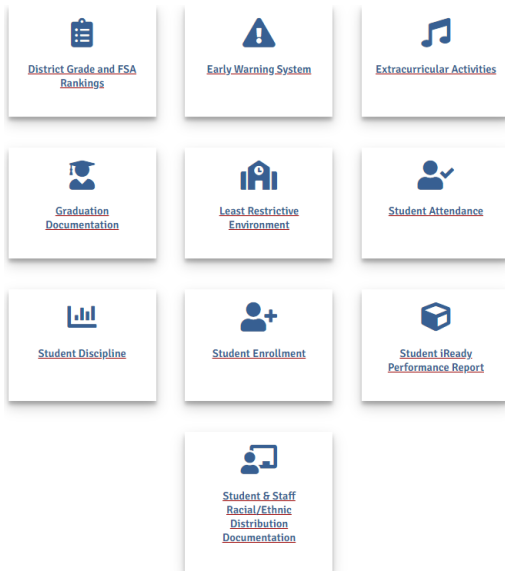 District Grade and FSA
Rankings
Early Warning System
Extracurricular Activities
Graduation
Documentation
Least Restrictive
Environment
Student Attendance
Student Discipline
Student Enrollment
Student iReady
Performance Report
Student & Staff
Racial/Ethnic
Distribution
Documentation